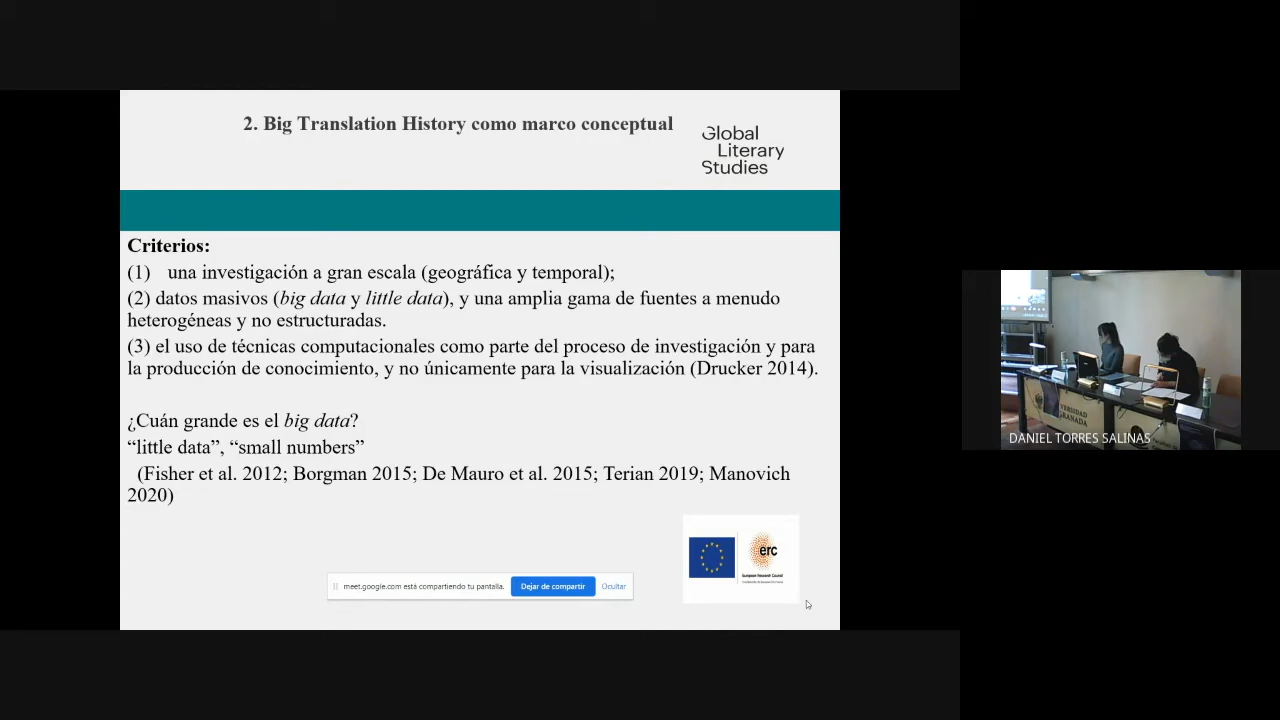 2. Big Translation History como marco conceptual
Global
Literary
Studies
Criterios:
(1) una investigación a gran escala (geográfica y temporal);
(2) datos masivos (big data y little data), y una amplia gama de fuentes a menudo
heterogéneas y no estructuradas.
(3) el uso de técnicas computacionales como parte del proceso de investigación y para
la producción de conocimiento, y no únicamente para la visualización (Drucker 2014).
¿Cuán grande es el big data?
“little data”, “small numbers”
(Fisher et al. 2012; Borgman 2015; De Mauro et al. 2015; Terian 2019; Manovich
2020)
erc
European Research Council
meet.google.com está compartiendo tu pantalla.
Dejar de compartir
Ocultar
DANIEL TORRES SALINAS